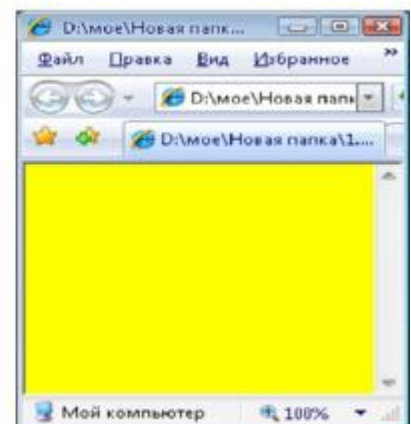 D:\мое\Новая папк...
Файл Правка Вид Избранное »
D:\мое\Новая папк
D:\мое\Новая папка\1....
Мой компьютер 100%